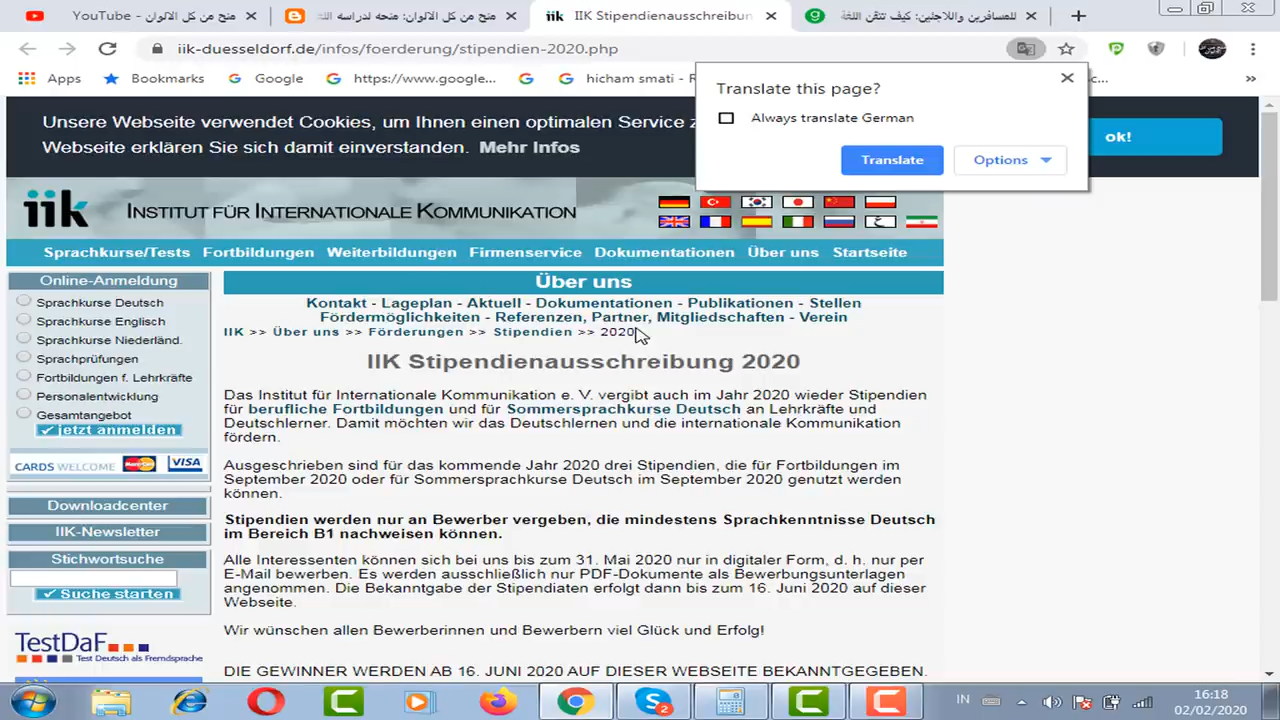 YouTube - منح من كل الالوان
منح من كل الالوان: منحه لدراسه اللـ
IIK Stipendienausschreibun
للمسافرين واللاجئين: كيف تتقن اللغة
iik-duesseldorf.de/infos/foerderung/stipendien-2020.php
Apps
Bookmarks
Google
https://www.google...
hicham smati - R
c...
»
Translate this page?
Always translate German
Translate
Options
Unsere Webseite verwendet Cookies, um Ihnen einen optimalen Service z
Webseite erklären Sie sich damit einverstanden. Mehr Infos
ok!
iik INSTITUT FÜR INTERNATIONALE KOMMUNIKATION
Sprachkurse/Tests Fortbildungen Weiterbildungen Firmenservice Dokumentationen Über uns Startseite
Online-Anmeldung
Sprachkurse Deutsch
Sprachkurse Englisch
Sprachkurse Niederländ.
Sprachprüfungen
Fortbildungen f. Lehrkräfte
Personalentwicklung
Gesamtangebot
✓ jetzt anmelden
CARDS WELCOME MasterCard VISA
Downloadcenter
IIK-Newsletter
Stichwortsuche
✓ Suche starten
TestDaF
Test Deutsch als Fremdsprache
Über uns
Kontakt - Lageplan - Aktuell - Dokumentationen - Publikationen - Stellen
Fördermöglichkeiten - Referenzen, Partner, Mitgliedschaften - Verein
IIK >> Über uns >> Förderungen >> Stipendien >> 2020
IIK Stipendienausschreibung 2020
Das Institut für Internationale Kommunikation e. V. vergibt auch im Jahr 2020 wieder Stipendien
für berufliche Fortbildungen und für Sommersprachkurse Deutsch an Lehrkräfte und
Deutschlerner. Damit möchten wir das Deutschlernen und die internationale Kommunikation
fördern.
Ausgeschrieben sind für das kommende Jahr 2020 drei Stipendien, die für Fortbildungen im
September 2020 oder für Sommersprachkurse Deutsch im September 2020 genutzt werden
können.
Stipendien werden nur an Bewerber vergeben, die mindestens Sprachkenntnisse Deutsch
im Bereich B1 nachweisen können.
Alle Interessenten können sich bei uns bis zum 31. Mai 2020 nur in digitaler Form, d. h. nur per
E-Mail bewerben. Es werden ausschließlich nur PDF-Dokumente als Bewerbungsunterlagen
angenommen. Die Bekanntgabe der Stipendiaten erfolgt dann bis zum 16. Juni 2020 auf dieser
Webseite.
Wir wünschen allen Bewerberinnen und Bewerbern viel Glück und Erfolg!
DIE GEWINNER WERDEN AB 16. JUNI 2020 AUF DIESER WEBSEITE BEKANNTGEGEBEN.
2
IN
16:18
02/02/2020